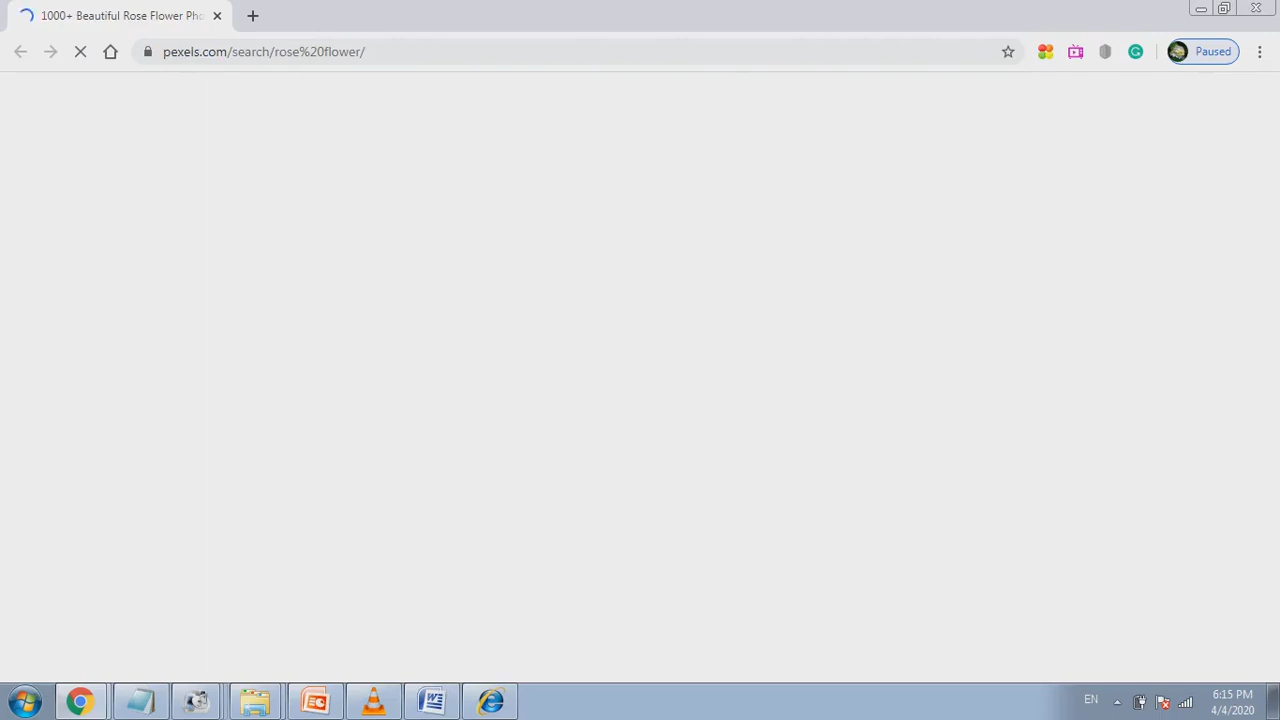 1000+ Beautiful Rose Flower Pho
pexels.com/search/rose%20flower/
Paused
EN
6:15 PM
4/4/2020